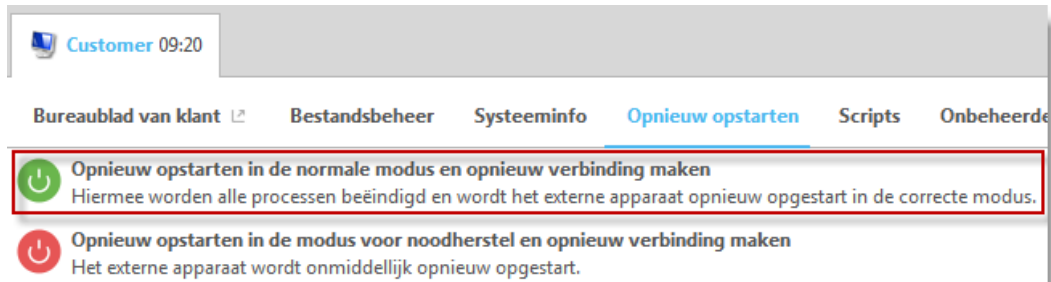 Customer 09:20
Bureaublad van klant Bestandsbeheer Systeeminfo Opnieuw opstarten Scripts
Opnieuw opstarten in de normale modus en opnieuw verbinding maken
Hiermee worden alle processen beëindigd en wordt het externe apparaat opnieuw opgestart in de correcte modus.
Opnieuw opstarten in de modus voor noodherstel en opnieuw verbinding maken
Het externe apparaat wordt onmiddellijk opnieuw opgestart.